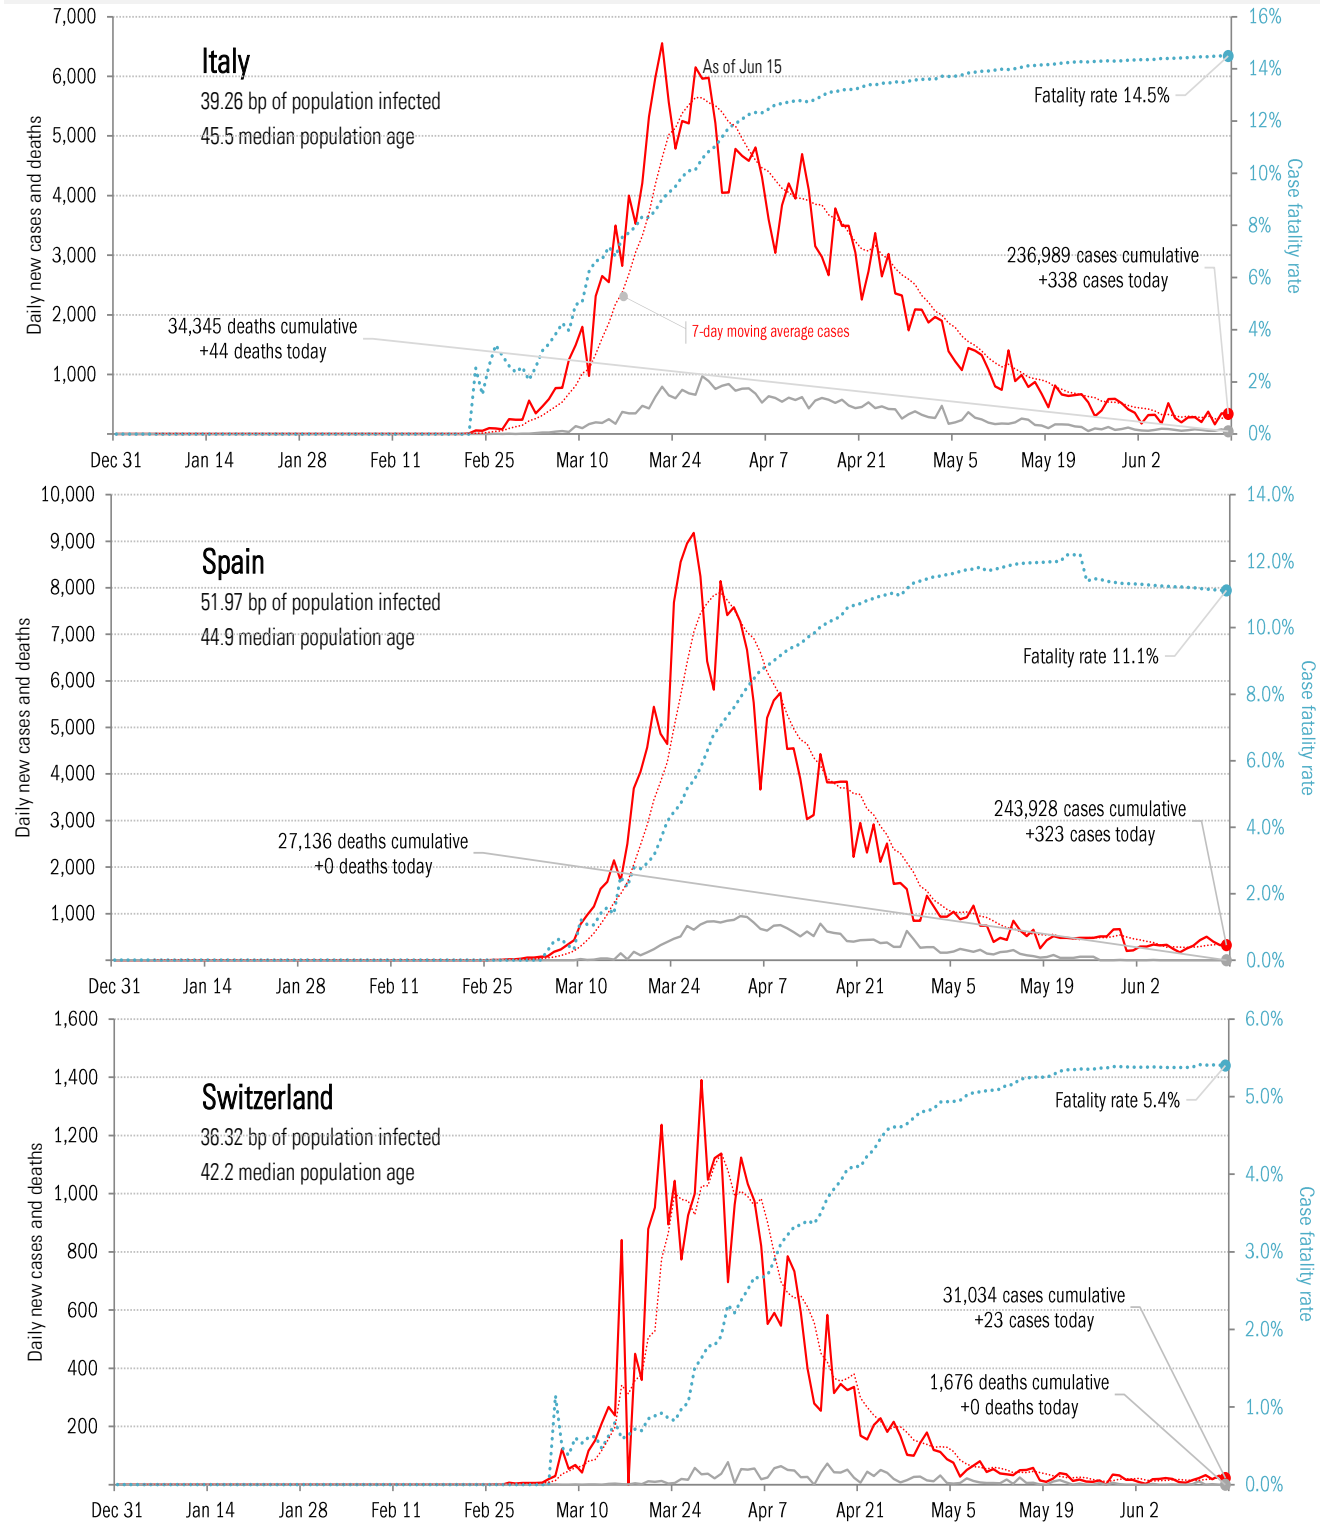 7,000
6,000
5,000
4,000
3,000
2,000
1,000
Daily new cases and deaths
Italy
39.26 bp of population infected
45.5 median population age
As of Jun 15
Fatality rate 14.5%
236,989 cases cumulative
+338 cases today
34,345 deaths cumulative
+44 deaths today
7-day moving average cases
16%
14%
12%
10%
8%
6%
4%
2%
0%
Case fatality rate
Dec 31 Jan 14 Jan 28 Feb 11 Feb 25 Mar 10 Mar 24 Apr 7 Apr 21 May 5 May 19 Jun 2
10,000
9,000
8,000
7,000
6,000
5,000
4,000
3,000
2,000
1,000
Daily new cases and deaths
Spain
51.97 bp of population infected
44.9 median population age
Fatality rate 11.1%
243,928 cases cumulative
+323 cases today
27,136 deaths cumulative
+0 deaths today
14.0%
12.0%
10.0%
8.0%
6.0%
4.0%
2.0%
0.0%
Case fatality rate
Dec 31 Jan 14 Jan 28 Feb 11 Feb 25 Mar 10 Mar 24 Apr 7 Apr 21 May 5 May 19 Jun 2
1,600
1,400
1,200
1,000
800
600
400
200
Daily new cases and deaths
Switzerland
36.32 bp of population infected
42.2 median population age
Fatality rate 5.4%
31,034 cases cumulative
+23 cases today
1,676 deaths cumulative
+0 deaths today
6.0%
5.0%
4.0%
3.0%
2.0%
1.0%
0.0%
Case fatality rate
Dec 31 Jan 14 Jan 28 Feb 11 Feb 25 Mar 10 Mar 24 Apr 7 Apr 21 May 5 May 19 Jun 2